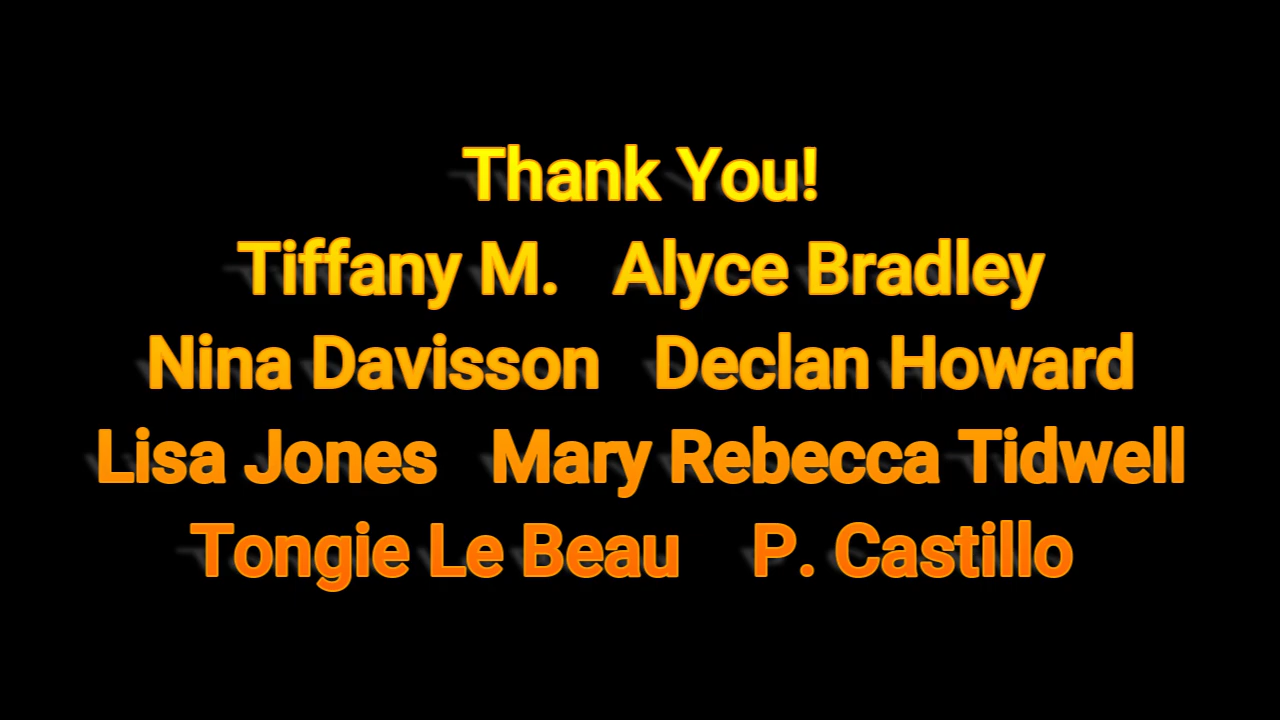 Thank You!
Tiffany M.   Alyce Bradley
Nina Davisson   Declan Howard
Lisa Jones   Mary Rebecca Tidwell
Tongie Le Beau    P. Castillo